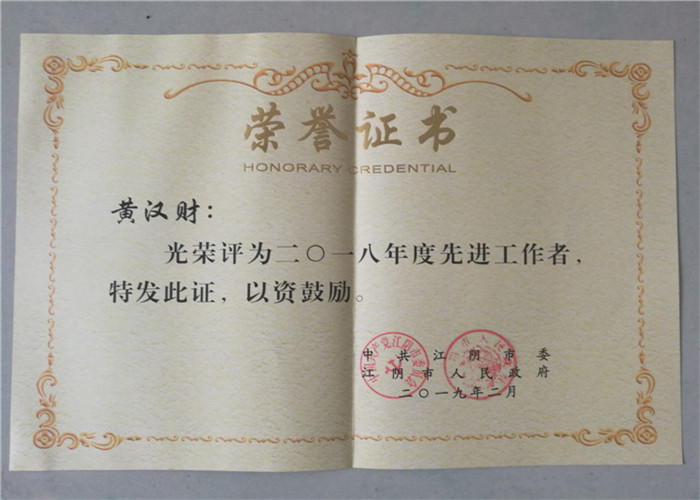 荣誉证书
HONORARY CREDENTIAL
黄汉财：
光荣评为二〇一八年度先进工作者，
特发此证，以资鼓励。
中共江阴市委
江阴市人民政府
二〇一九年二月